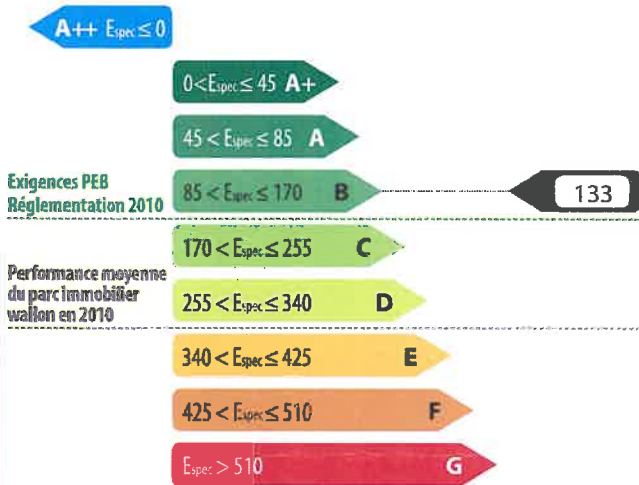 A++ Espec ≤ 0
0 < Espec ≤ 45 A+
45 < Espec ≤ 85 A
Exigences PEB
Réglementation 2010
85 < Espec ≤ 170 B
133
170 < Espec ≤ 255 C
Performance moyenne
du parc immobilier
wallon en 2010
255 < Espec ≤ 340 D
340 < Espec ≤ 425 E
425 < Espec ≤ 510 F
Espec > 510 G